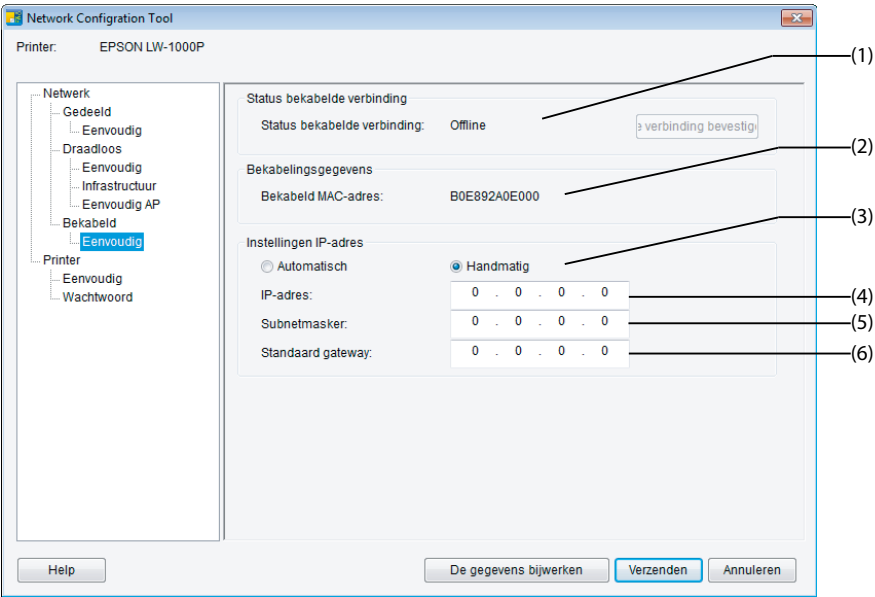 Network Configration Tool
Printer: EPSON LW-1000P
(1)
Netwerk
Gedeeld
Eenvoudig
Draadloos
Eenvoudig
Infrastructuur
Eenvoudig AP
Bekabeld
Eenvoudig
Printer
Eenvoudig
Wachtwoord
Status bekabelde verbinding
Status bekabelde verbinding: Offline
verbinding bevestig
(2)
Bekabelingsgegevens
Bekabeld MAC-adres: B0E892A0E000
(3)
Instellingen IP-adres
Automatisch Handmatig
IP-adres: 0 . 0 . 0 . 0
(4)
Subnetmasker: 0 . 0 . 0 . 0
(5)
Standaard gateway: 0 . 0 . 0 . 0
(6)
Help De gegevens bijwerken Verzenden Annuleren